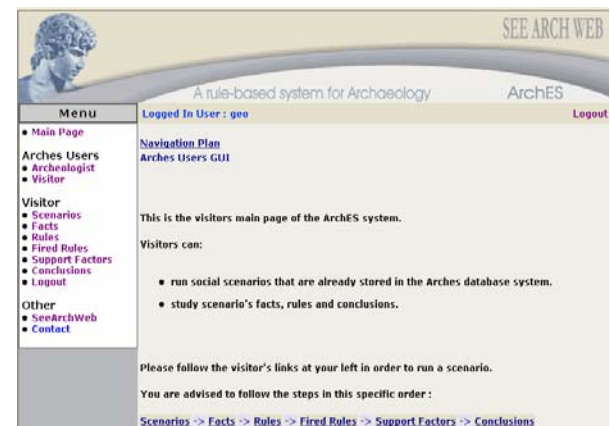 SEE ARCH WEB
A rule-based system for Archaeology
ArchES
Menu
Logged In User : geo
Logout
Main Page
Arches Users
Archeologist
Visitor
Visitor
Scenarios
Facts
Rules
Fired Rules
Support Factors
Conclusions
Logout
Other
SeeArchWeb
Contact
Navigation Plan
Arches Users GUI
This is the visitors main page of the ArchES system.
Visitors can:
run social scenarios that are already stored in the Arches database system.
study scenario's facts, rules and conclusions.
Please follow the visitor's links at your left in order to run a scenario.
You are advised to follow the steps in this specific order :
Scenarios -> Facts -> Rules -> Fired Rules -> Support Factors -> Conclusions